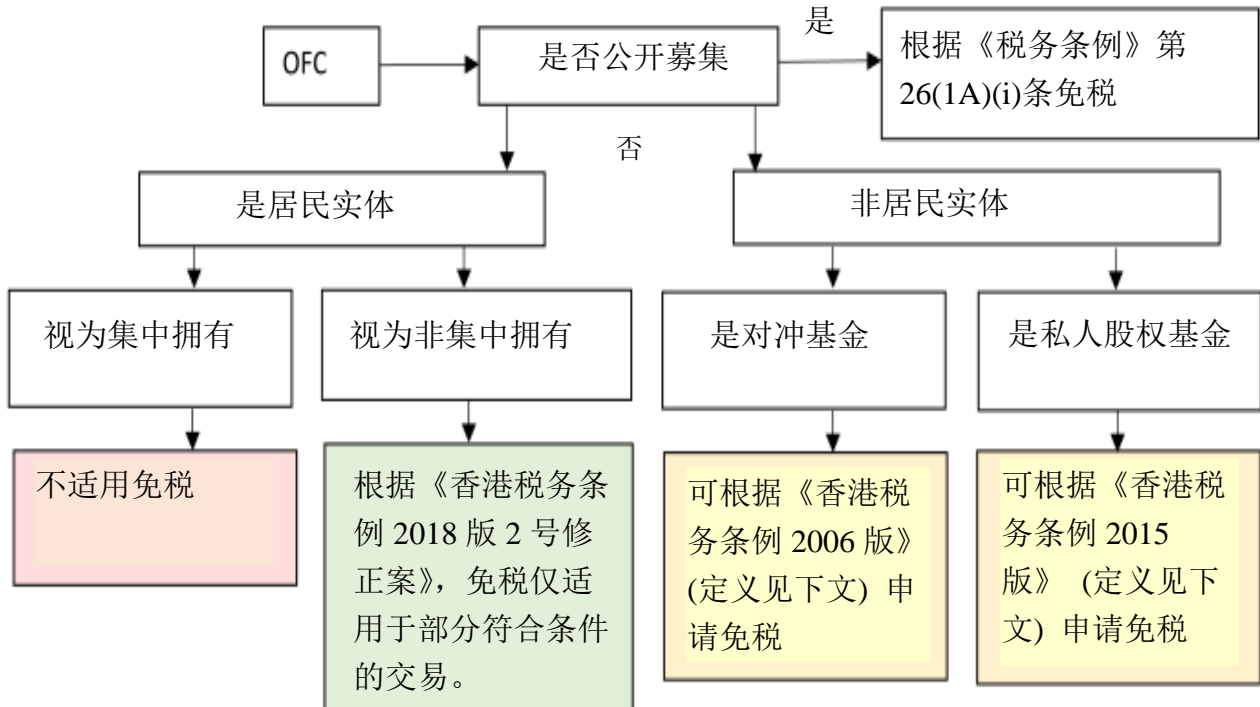 OFC
是否公开募集
是
根据《税务条例》第
26(1A)(i)条免税
否
是居民实体
非居民实体
视为集中拥有
视为非集中拥有
是对冲基金
是私人股权基金
不适用免税
根据《香港税务条
例 2018 版 2 号修
正案》，免税仅适
用于部分符合条件
的交易。
可根据《香港税
务条例 2006 版》
(定义见下文) 申
请免税
可根据《香港税
务条例 2015
版》 (定义见下
文) 申请免税